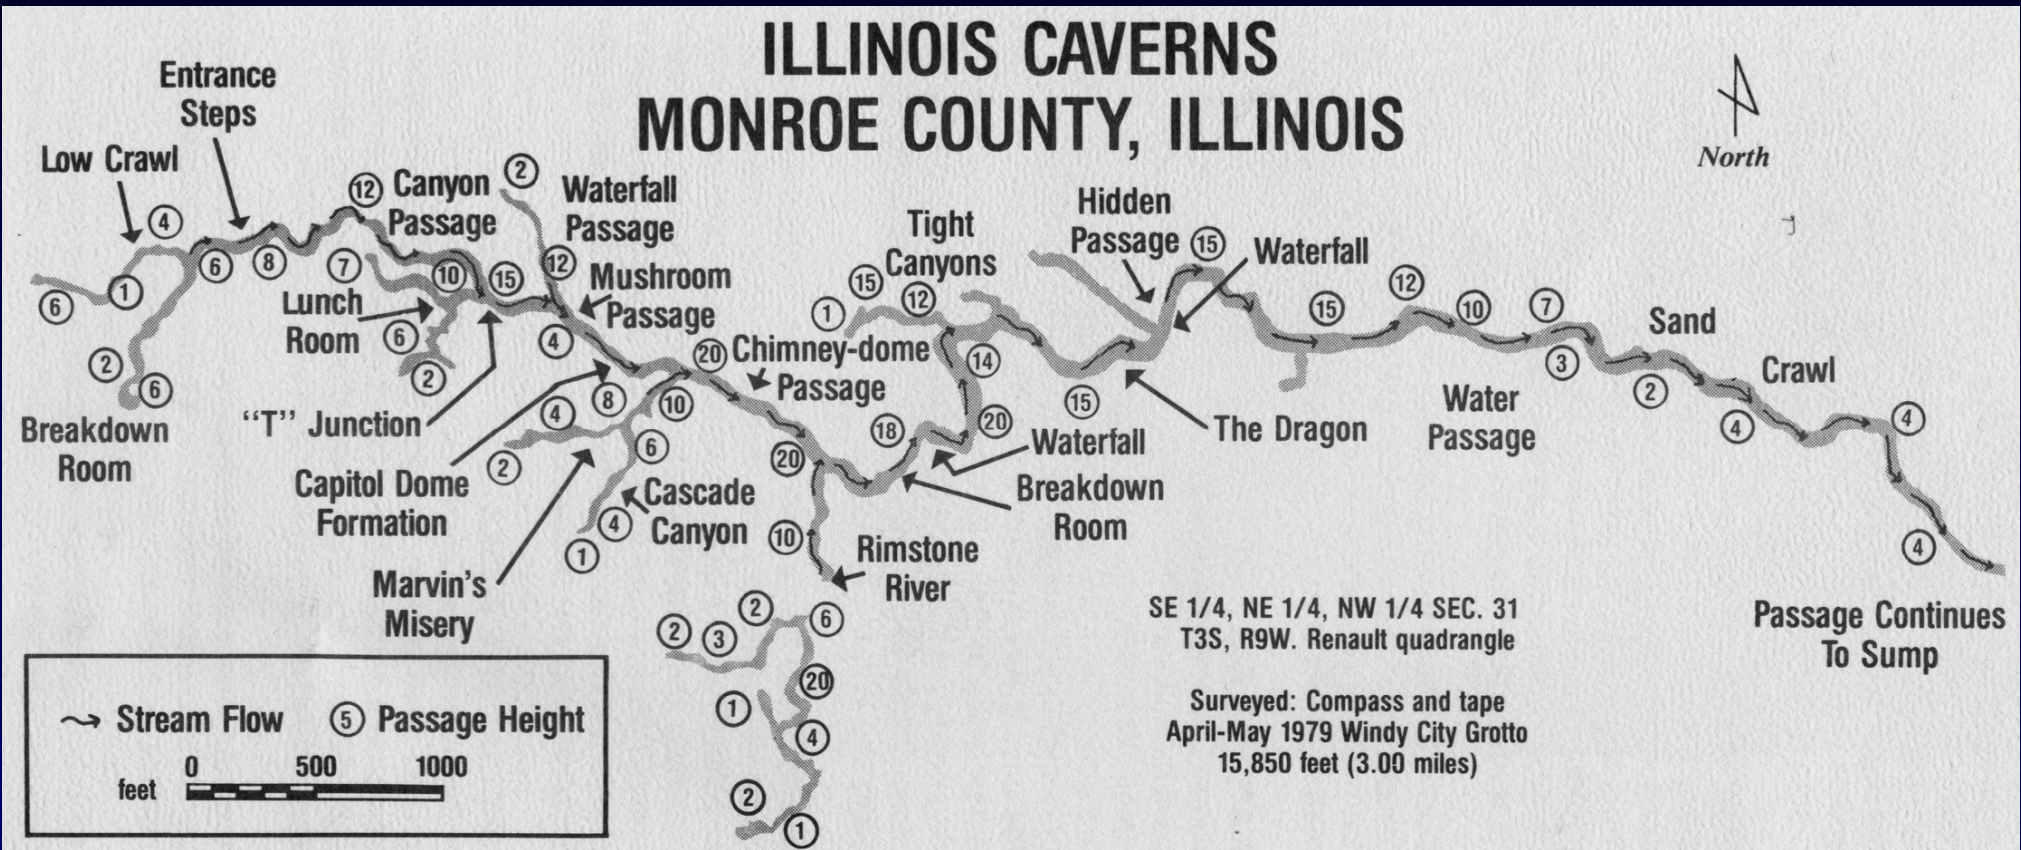 ILLINOIS CAVERNS
MONROE COUNTY, ILLINOIS
North
Entrance
Steps
Low Crawl
4
6
1
6
8
12
Canyon
Passage
2
Waterfall
Passage
12
7
10
15
Mushroom
Passage
Lunch
Room
6
2
2
6
Breakdown
Room
"T" Junction
4
8
Capitol Dome
Formation
20
Chimney-dome
Passage
10
4
2
6
Cascade
Canyon
4
1
Marvin's
Misery
20
10
Rimstone
River
18
20
14
Waterfall
Breakdown
Room
Tight
Canyons
15
12
1
Hidden
Passage
15
Waterfall
15
The Dragon
15
12
10
7
3
Water
Passage
Sand
2
Crawl
4
4
4
Passage Continues
To Sump
2
3
2
6
20
1
4
2
1
SE 1/4, NE 1/4, NW 1/4 SEC. 31
T3S, R9W. Renault quadrangle
Surveyed: Compass and tape
April-May 1979 Windy City Grotto
15,850 feet (3.00 miles)
Stream Flow
5 Passage Height
0 500 1000
feet